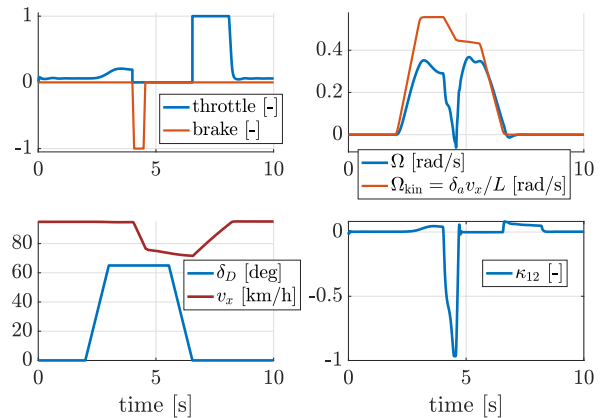 1
0
-1
throttle [-]
brake [-]
0 5 10
0.4
0.2
0
Ω [rad/s]
Ω_kin = δ_a v_x/L [rad/s]
0 5 10
80
60
40
20
0
δ_D [deg]
v_x [km/h]
0 5 10
time [s]
0
-0.5
-1
κ_12 [-]
0 5 10
time [s]